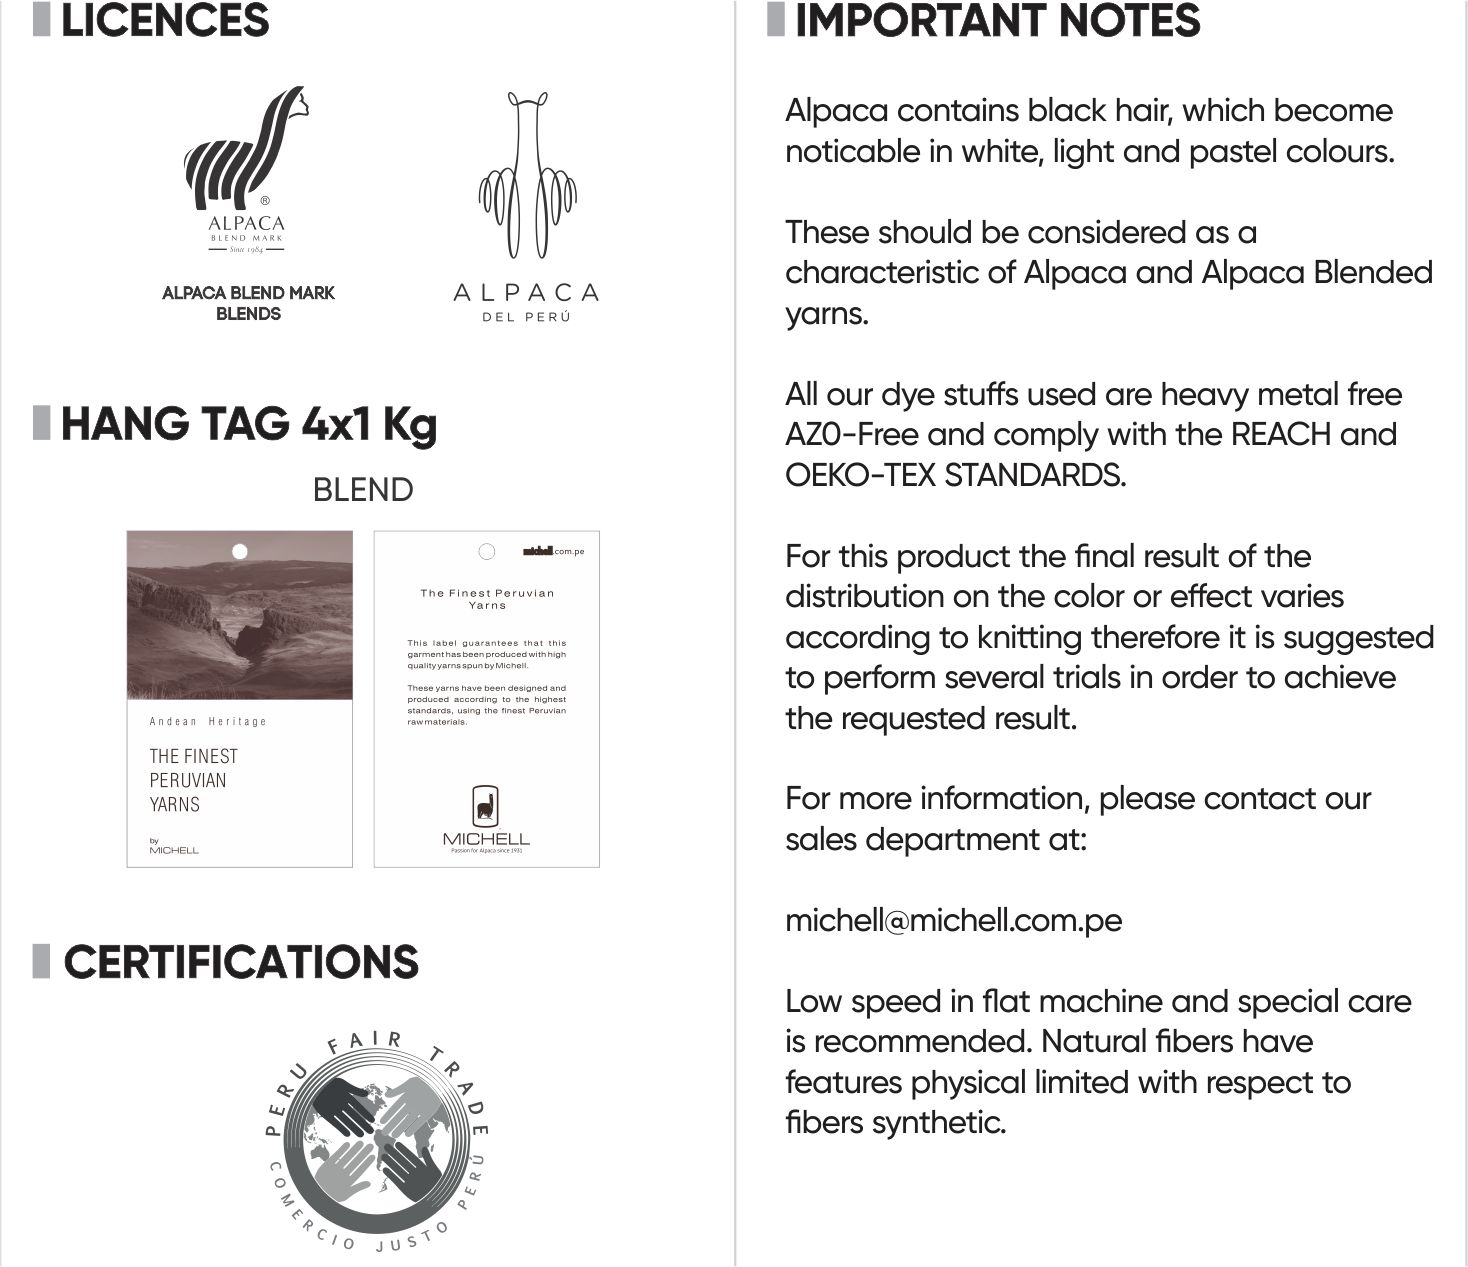 LICENCES
®
ALPACA
BLEND MARK
Since 1984
ALPACA BLEND MARK
BLENDS
ALPACA
DEL PERÚ
HANG TAG 4x1 Kg
BLEND
Andean Heritage
THE FINEST
PERUVIAN
YARNS
by
MICHELL
michell.com.pe
The Finest Peruvian
Yarns
This label guarantees that this
garment has been produced with high
quality yarns spun by Michell.
These yarns have been designed and
produced according to the highest
standards, using the finest Peruvian
raw materials.
MICHELL
Passion for Alpaca since 1931
CERTIFICATIONS
PERU FAIR TRADE
COMERCIO JUSTO PERÚ
IMPORTANT NOTES
Alpaca contains black hair, which become
noticable in white, light and pastel colours.
These should be considered as a
characteristic of Alpaca and Alpaca Blended
yarns.
All our dye stuffs used are heavy metal free
AZ0-Free and comply with the REACH and
OEKO-TEX STANDARDS.
For this product the final result of the
distribution on the color or effect varies
according to knitting therefore it is suggested
to perform several trials in order to achieve
the requested result.
For more information, please contact our
sales department at:
michell@michell.com.pe
Low speed in flat machine and special care
is recommended. Natural fibers have
features physical limited with respect to
fibers synthetic.